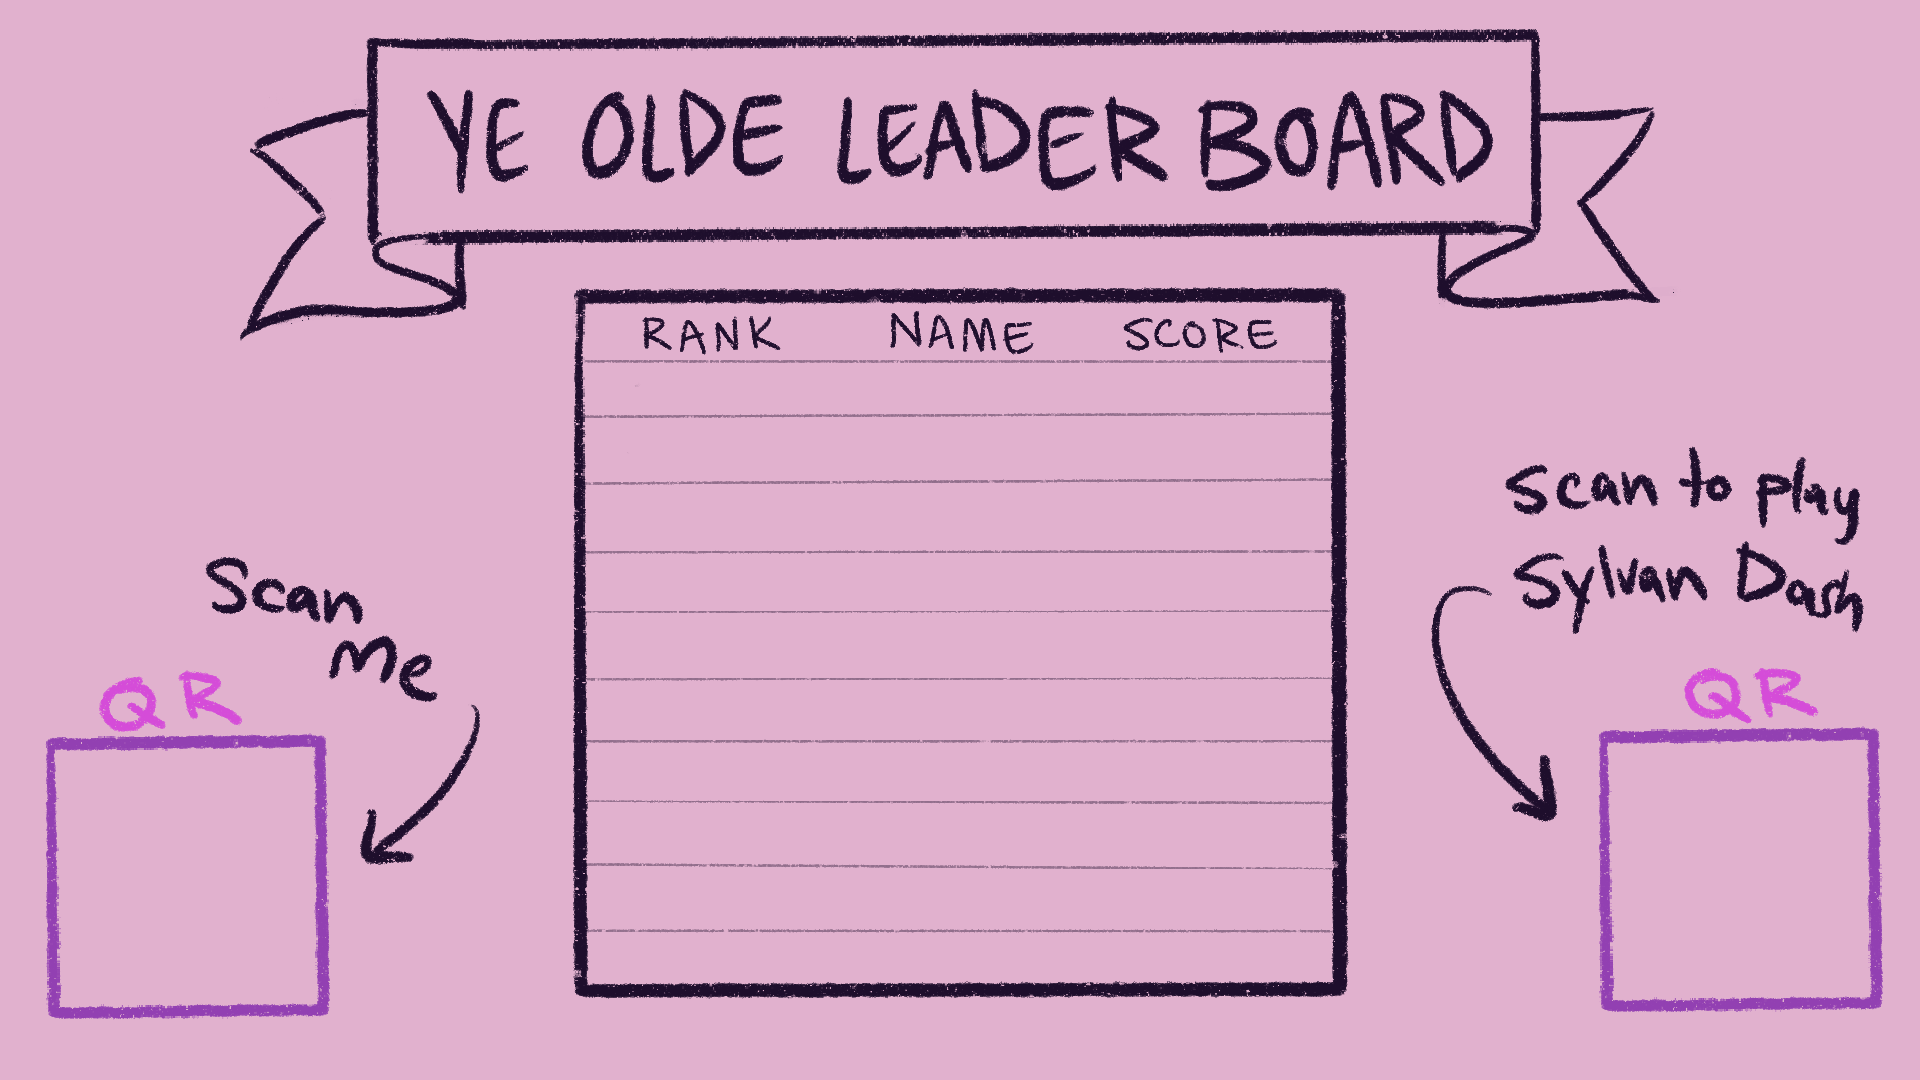 YE OLDE LEADER BOARD
RANK NAME SCORE
Scan
Me
QR
Scan to play
Sylvan Dash
QR